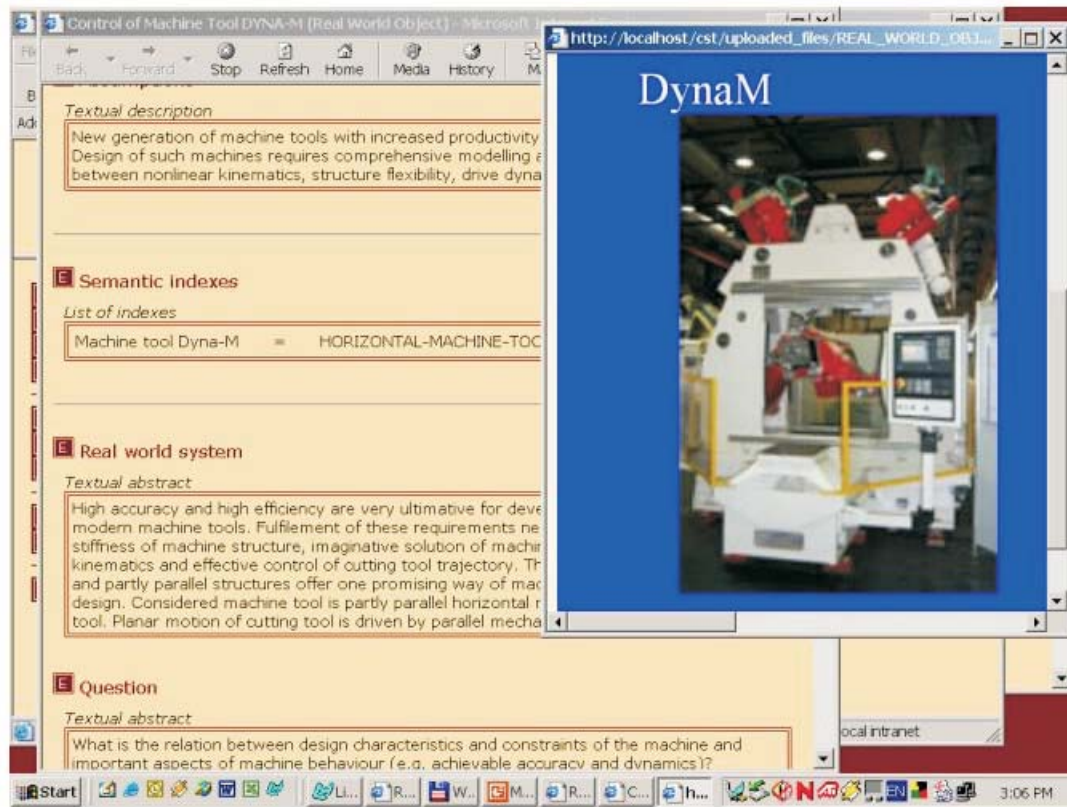 Control of Machine Tool DYNA-M (Real World Object) - Microsoft
Back
Forward
Stop
Refresh
Home
Media
History
Textual description
New generation of machine tools with increased productivity
Design of such machines requires comprehensive modelling
between nonlinear kinematics, structure flexibility, drive dyna
E Semantic indexes
List of indexes
Machine tool Dyna-M = HORIZONTAL-MACHINE-TOO
E Real world system
Textual abstract
High accuracy and high efficiency are very ultimative for deve
modern machine tools. Fulfilement of these requirements ne
stiffness of machine structure, imaginative solution of machin
kinematics and effective control of cutting tool trajectory. Th
and partly parallel structures offer one promising way of mac
design. Considered machine tool is partly parallel horizontal
tool. Planar motion of cutting tool is driven by parallel mecha
E Question
Textual abstract
What is the relation between design characteristics and constraints of the machine and
important aspects of machine behaviour (e.g. achievable accuracy and dynamics)?
http://localhost/cst/uploaded_files/REAL_WORLD_OBJ...
DynaM
ocal intranet
Start
Li...
R...
W...
M...
R...
C...
h...
EN
3:06 PM